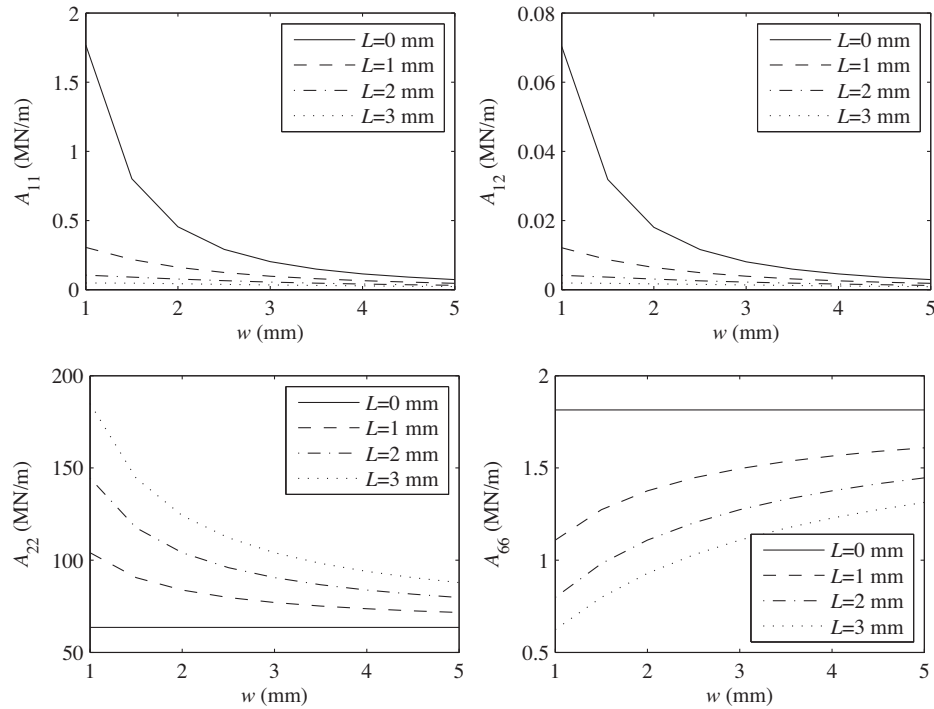 2
1.5
1
0.5
0
A11 (MN/m)
L=0 mm
L=1 mm
L=2 mm
L=3 mm
1 2 3 4 5
w (mm)
0.08
0.06
0.04
0.02
0
A12 (MN/m)
L=0 mm
L=1 mm
L=2 mm
L=3 mm
1 2 3 4 5
w (mm)
200
150
100
50
A22 (MN/m)
L=0 mm
L=1 mm
L=2 mm
L=3 mm
1 2 3 4 5
w (mm)
2
1.5
1
0.5
A66 (MN/m)
L=0 mm
L=1 mm
L=2 mm
L=3 mm
1 2 3 4 5
w (mm)